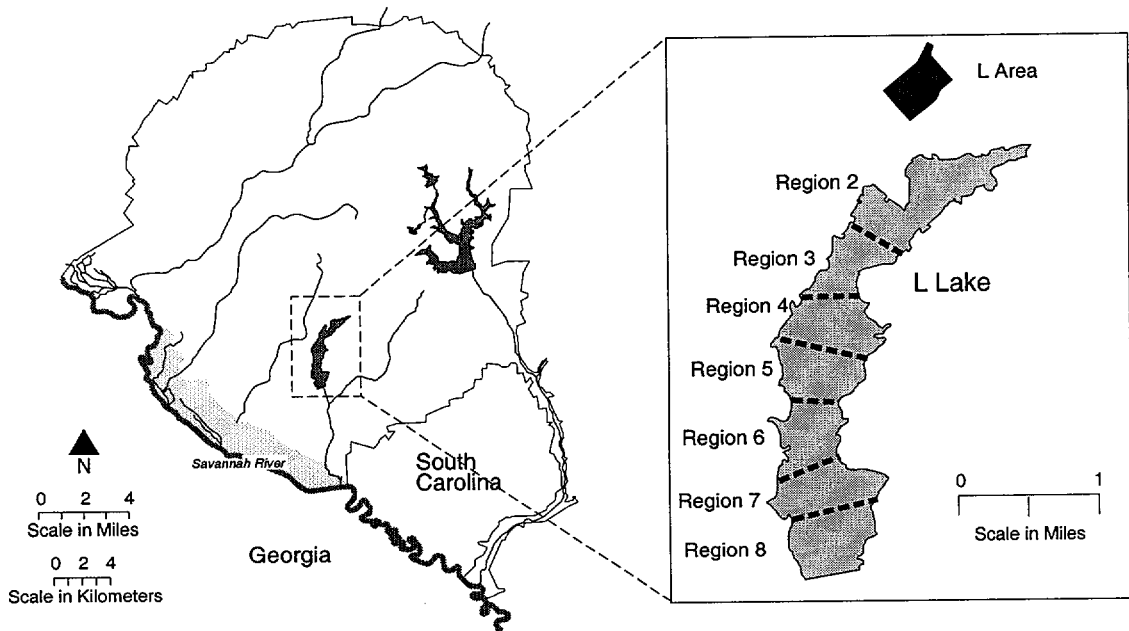 N
0 2 4
Scale in Miles
0 2 4
Scale in Kilometers
Savannah River
South
Carolina
Georgia
L Area
Region 2
Region 3
L Lake
Region 4
Region 5
Region 6
Region 7
Region 8
0 1
Scale in Miles